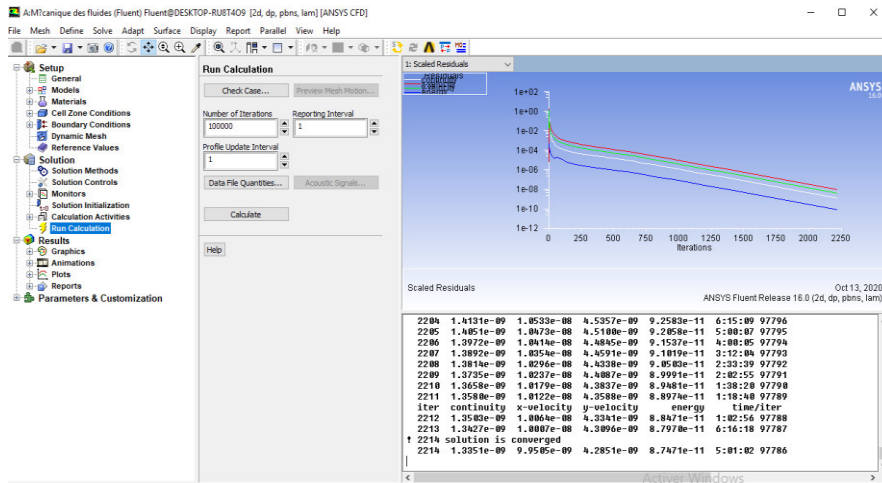 A:M?canique des fluides (Fluent) Fluent@DESKTOP-RU8T4O9 [2d, dp, pbns, lam] [ANSYS CFD]
File Mesh Define Solve Adapt Surface Display Report Parallel View Help
Setup
General
Models
Materials
Cell Zone Conditions
Boundary Conditions
Dynamic Mesh
Reference Values
Solution
Solution Methods
Solution Controls
Monitors
Solution Initialization
Calculation Activities
Run Calculation
Results
Graphics
Animations
Plots
Reports
Parameters & Customization
Run Calculation
Check Case... Preview Mesh Motion...
Number of Iterations Reporting Interval
100000 1
Profile Update Interval
1
Data File Quantities... Acoustic Signals...
Calculate
Help
1: Scaled Residuals
Residuals
continuity
energy
ANSYS
16.0
1e+02
1e+00
1e-02
1e-04
1e-06
1e-08
1e-10
1e-12
0 250 500 750 1000 1250 1500 1750 2000 2250
Iterations
Scaled Residuals Oct 13, 2020
ANSYS Fluent Release 16.0 (2d, dp, pbns, lam)
2204 1.4131e-09 1.0533e-08 4.5357e-09 9.2583e-11 6:15:09 97796
2205 1.4051e-09 1.0473e-08 4.5100e-09 9.2058e-11 5:00:07 97795
2206 1.3972e-09 1.0414e-08 4.4845e-09 9.1537e-11 4:00:05 97794
2207 1.3892e-09 1.0354e-08 4.4591e-09 9.1019e-11 3:12:04 97793
2208 1.3814e-09 1.0296e-08 4.4338e-09 9.0503e-11 2:33:39 97792
2209 1.3735e-09 1.0237e-08 4.4087e-09 8.9991e-11 2:02:55 97791
2210 1.3658e-09 1.0179e-08 4.3837e-09 8.9481e-11 1:38:20 97790
2211 1.3580e-09 1.0122e-08 4.3588e-09 8.8974e-11 1:18:40 97789
iter continuity x-velocity y-velocity energy time/iter
2212 1.3503e-09 1.0064e-08 4.3341e-09 8.8471e-11 1:02:56 97788
2213 1.3427e-09 1.0007e-08 4.3096e-09 8.7970e-11 6:16:18 97787
! 2214 solution is converged
2214 1.3351e-09 9.9505e-09 4.2851e-09 8.7471e-11 5:01:02 97786
Activer Windows